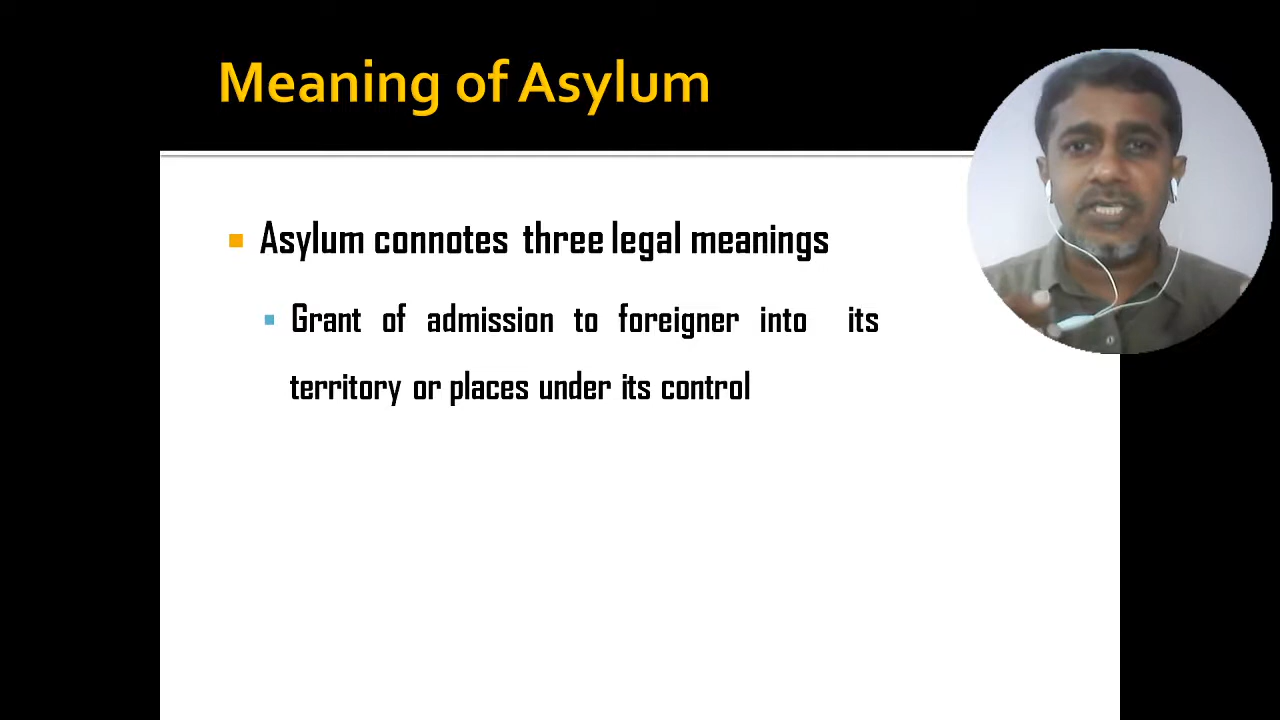 Meaning of Asylum
Asylum connotes three legal meanings
Grant of admission to foreigner into its
territory or places under its control